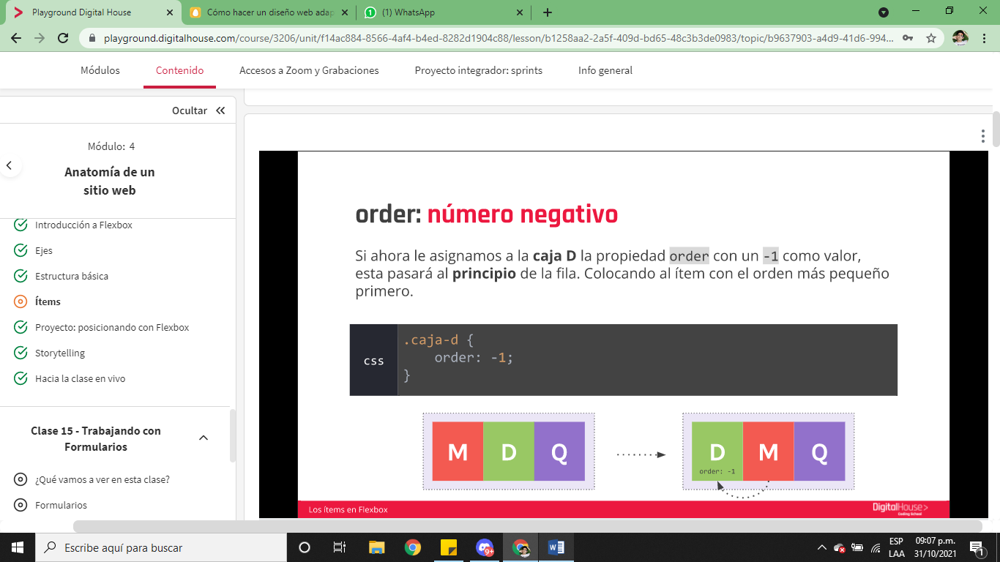 Playground Digital House
Cómo hacer un diseño web adap
(1) WhatsApp
playground.digitalhouse.com/course/3206/unit/f14ac884-8566-4af4-b4ed-8282d1904c88/lesson/b1258aa2-2a5f-409d-bd65-48c3b3de0983/topic/b9637903-a4d9-41d6-994...
Módulos
Contenido
Accesos a Zoom y Grabaciones
Proyecto integrador: sprints
Info general
Ocultar
Módulo: 4
Anatomía de un
sitio web
Introducción a Flexbox
Ejes
Estructura básica
Ítems
Proyecto: posicionando con Flexbox
Storytelling
Hacia la clase en vivo
Clase 15 - Trabajando con
Formularios
¿Qué vamos a ver en esta clase?
Formularios
order: número negativo
Si ahora le asignamos a la caja D la propiedad order con un -1 como valor,
esta pasará al principio de la fila. Colocando al ítem con el orden más pequeño
primero.
css
.caja-d {
order: -1;
}
M D Q
D M Q
order: -1
Los ítems en Flexbox
DigitalHouse>
Coding School
Escribe aquí para buscar
9+
ESP
LAA
09:07 p.m.
31/10/2021
1